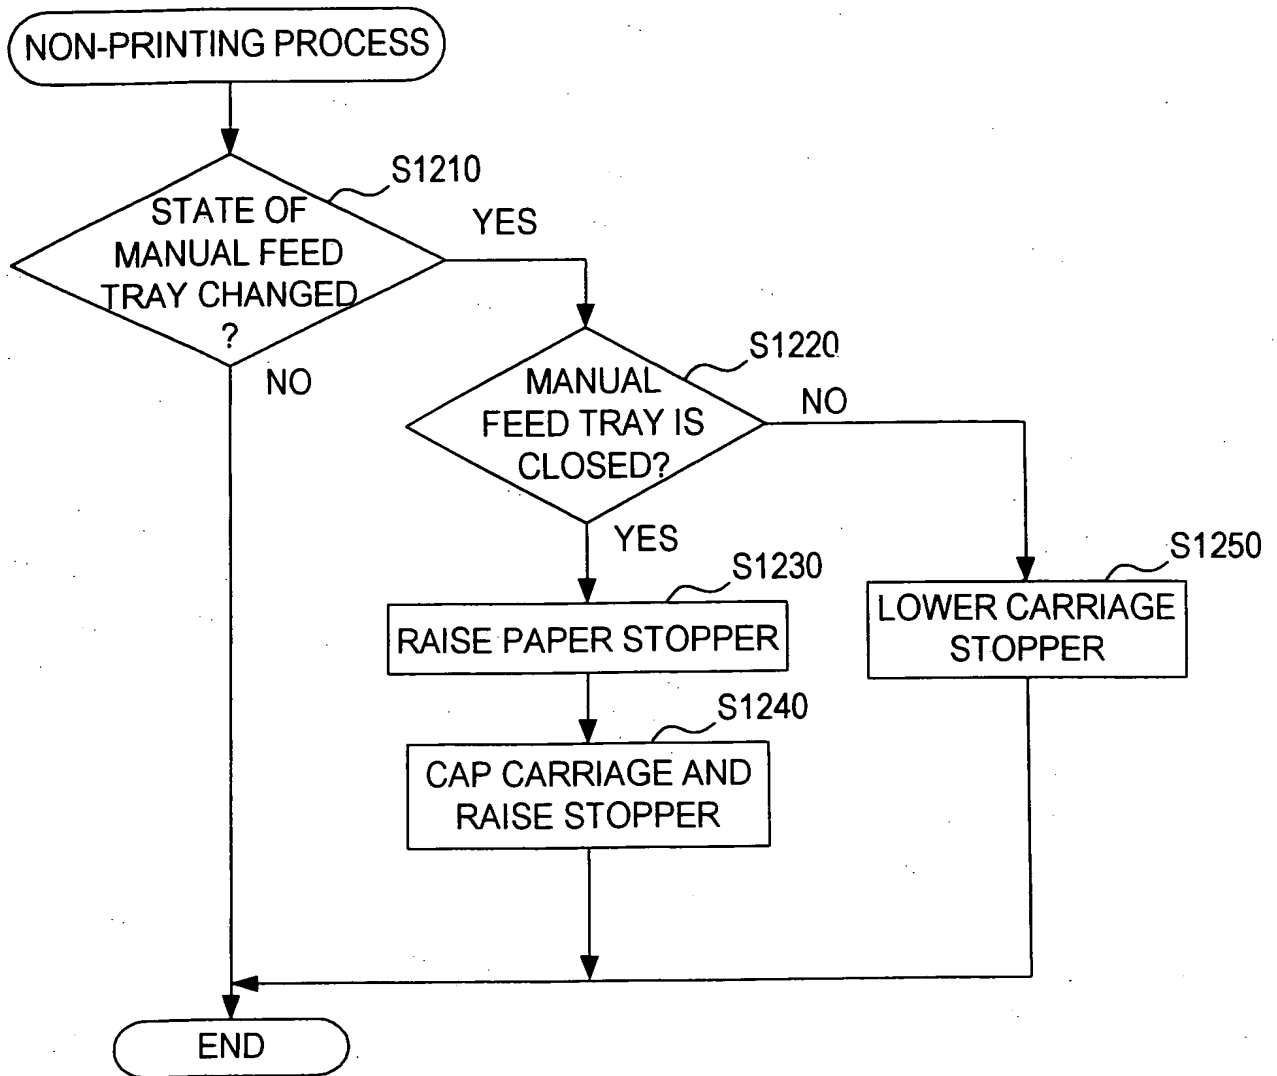 NON-PRINTING PROCESS
S1210
STATE OF
MANUAL FEED
TRAY CHANGED
?
YES
NO
S1220
MANUAL
FEED TRAY IS
CLOSED?
NO
YES
S1230
RAISE PAPER STOPPER
S1250
LOWER CARRIAGE
STOPPER
S1240
CAP CARRIAGE AND
RAISE STOPPER
END